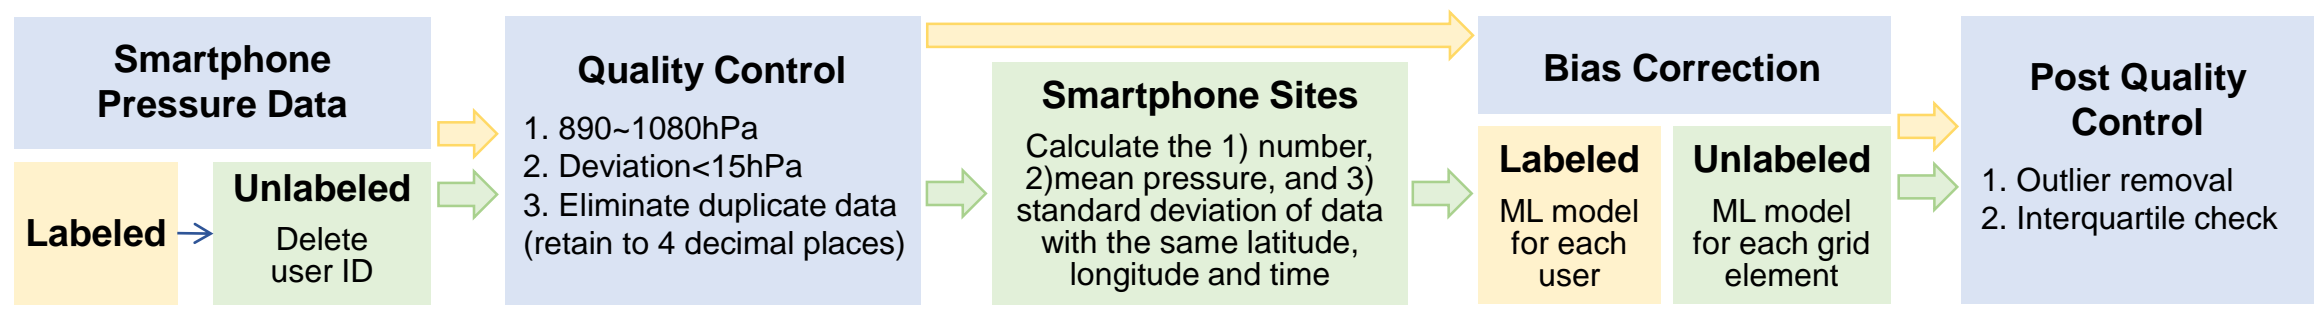 Smartphone
Pressure Data
Labeled
Unlabeled
Delete
user ID
Quality Control
1. 890~1080hPa
2. Deviation<15hPa
3. Eliminate duplicate data
(retain to 4 decimal places)
Smartphone Sites
Calculate the 1) number,
2)mean pressure, and 3)
standard deviation of data
with the same latitude,
longitude and time
Bias Correction
Labeled
ML model
for each
user
Unlabeled
ML model
for each grid
element
Post Quality
Control
1. Outlier removal
2. Interquartile check